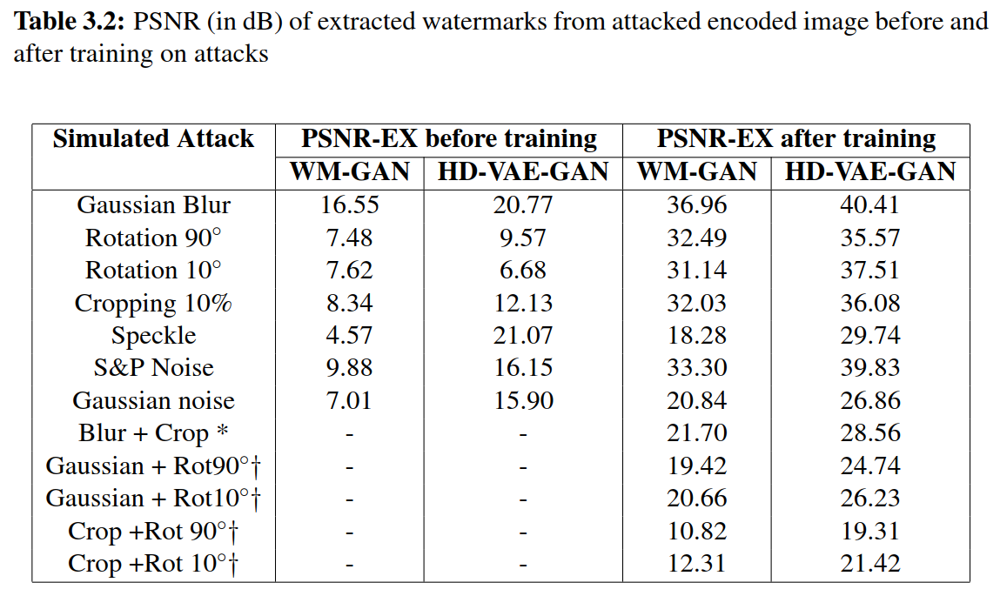 Table 3.2: PSNR (in dB) of extracted watermarks from attacked encoded image before and
after training on attacks
Simulated Attack PSNR-EX before training PSNR-EX after training
WM-GAN HD-VAE-GAN WM-GAN HD-VAE-GAN
Gaussian Blur 16.55 20.77 36.96 40.41
Rotation 90° 7.48 9.57 32.49 35.57
Rotation 10° 7.62 6.68 31.14 37.51
Cropping 10% 8.34 12.13 32.03 36.08
Speckle 4.57 21.07 18.28 29.74
S&P Noise 9.88 16.15 33.30 39.83
Gaussian noise 7.01 15.90 20.84 26.86
Blur + Crop * - - 21.70 28.56
Gaussian + Rot90°† - - 19.42 24.74
Gaussian + Rot10°† - - 20.66 26.23
Crop +Rot 90°† - - 10.82 19.31
Crop +Rot 10°† - - 12.31 21.42